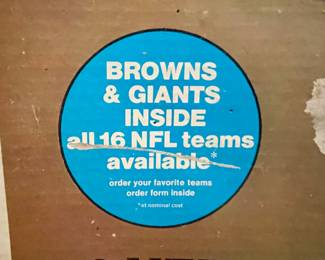 BROWNS
& GIANTS
INSIDE
all 16 NFL teams
available*
order your favorite teams
order form inside
*at nominal cost